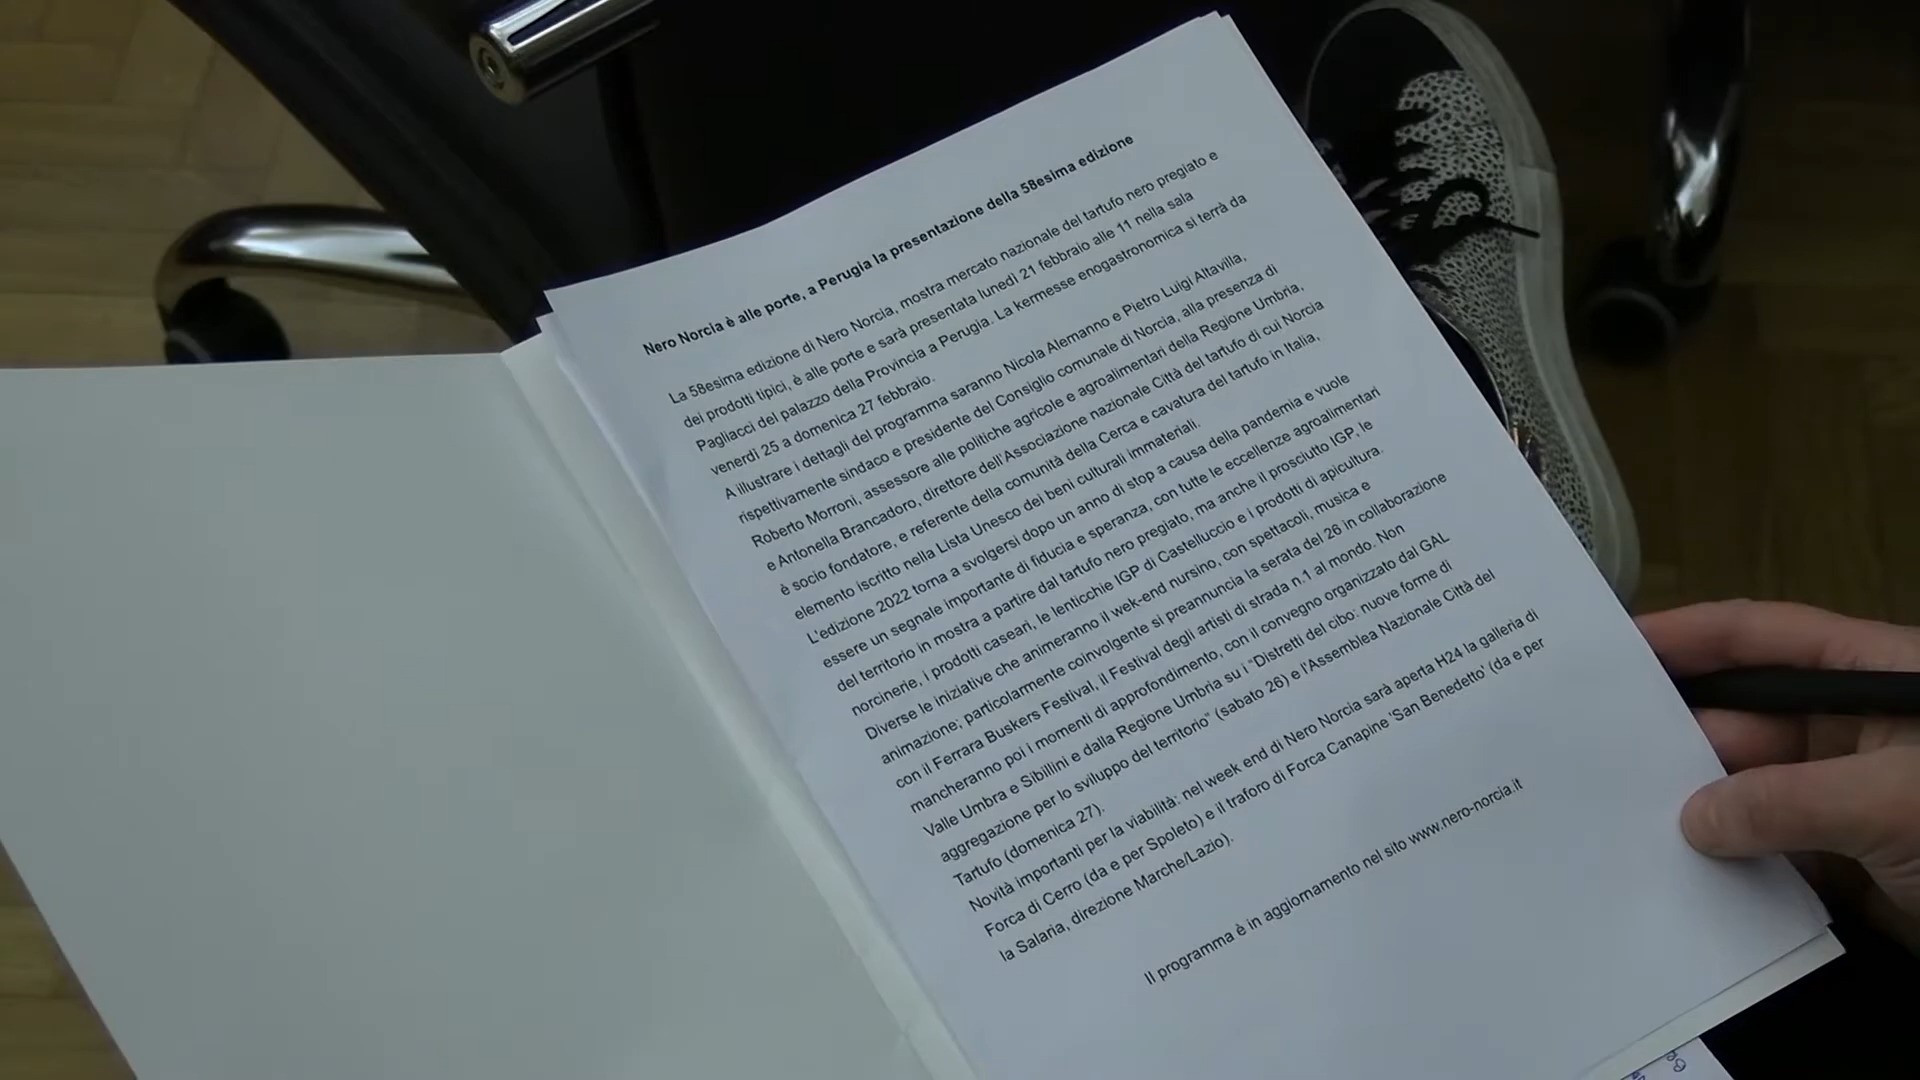 Nero Norcia è alle porte, a Perugia la presentazione della 58esima edizione
La 58esima edizione di Nero Norcia, mostra mercato nazionale del tartufo nero pregiato e
dei prodotti tipici, è alle porte e sarà presentata lunedì 21 febbraio alle 11 nella sala
Pagliacci del palazzo della Provincia a Perugia. La kermesse enogastronomica si terrà da
venerdì 25 a domenica 27 febbraio.
A illustrare i dettagli del programma saranno Nicola Alemanno e Pietro Luigi Altavilla,
rispettivamente sindaco e presidente del Consiglio comunale di Norcia, alla presenza di
Roberto Morroni, assessore alle politiche agricole e agroalimentari della Regione Umbria,
e Antonella Brancadoro, direttore dell'Associazione nazionale Città del tartufo di cui Norcia
è socio fondatore, e referente della comunità della Cerca e cavatura del tartufo in Italia,
elemento iscritto nella Lista Unesco dei beni culturali immateriali.
L'edizione 2022 torna a svolgersi dopo un anno di stop a causa della pandemia e vuole
essere un segnale importante di fiducia e speranza, con tutte le eccellenze agroalimentari
del territorio in mostra a partire dal tartufo nero pregiato, ma anche il prosciutto IGP, le
norcinerie, i prodotti caseari, le lenticchie IGP di Castelluccio e i prodotti di apicultura.
Diverse le iniziative che animeranno il wek-end nursino, con spettacoli, musica e
animazione; particolarmente coinvolgente si preannuncia la serata del 26 in collaborazione
con il Ferrara Buskers Festival, il Festival degli artisti di strada n.1 al mondo. Non
mancheranno poi i momenti di approfondimento, con il convegno organizzato dal GAL
Valle Umbra e Sibillini e dalla Regione Umbria su i "Distretti del cibo: nuove forme di
aggregazione per lo sviluppo del territorio" (sabato 26) e l'Assemblea Nazionale Città del
Tartufo (domenica 27).
Novità importanti per la viabilità: nel week end di Nero Norcia sarà aperta H24 la galleria di
Forca di Cerro (da e per Spoleto) e il traforo di Forca Canapine 'San Benedetto' (da e per
la Salaria, direzione Marche/Lazio).
Il programma è in aggiornamento nel sito www.nero-norcia.it